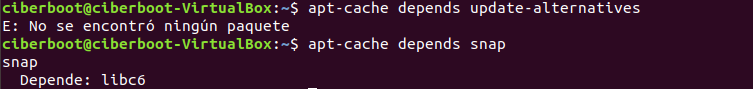 ciberboot@ciberboot-VirtualBox:~$ apt-cache depends update-alternatives
E: No se encontró ningún paquete
ciberboot@ciberboot-VirtualBox:~$ apt-cache depends snap
snap
  Depende: libc6